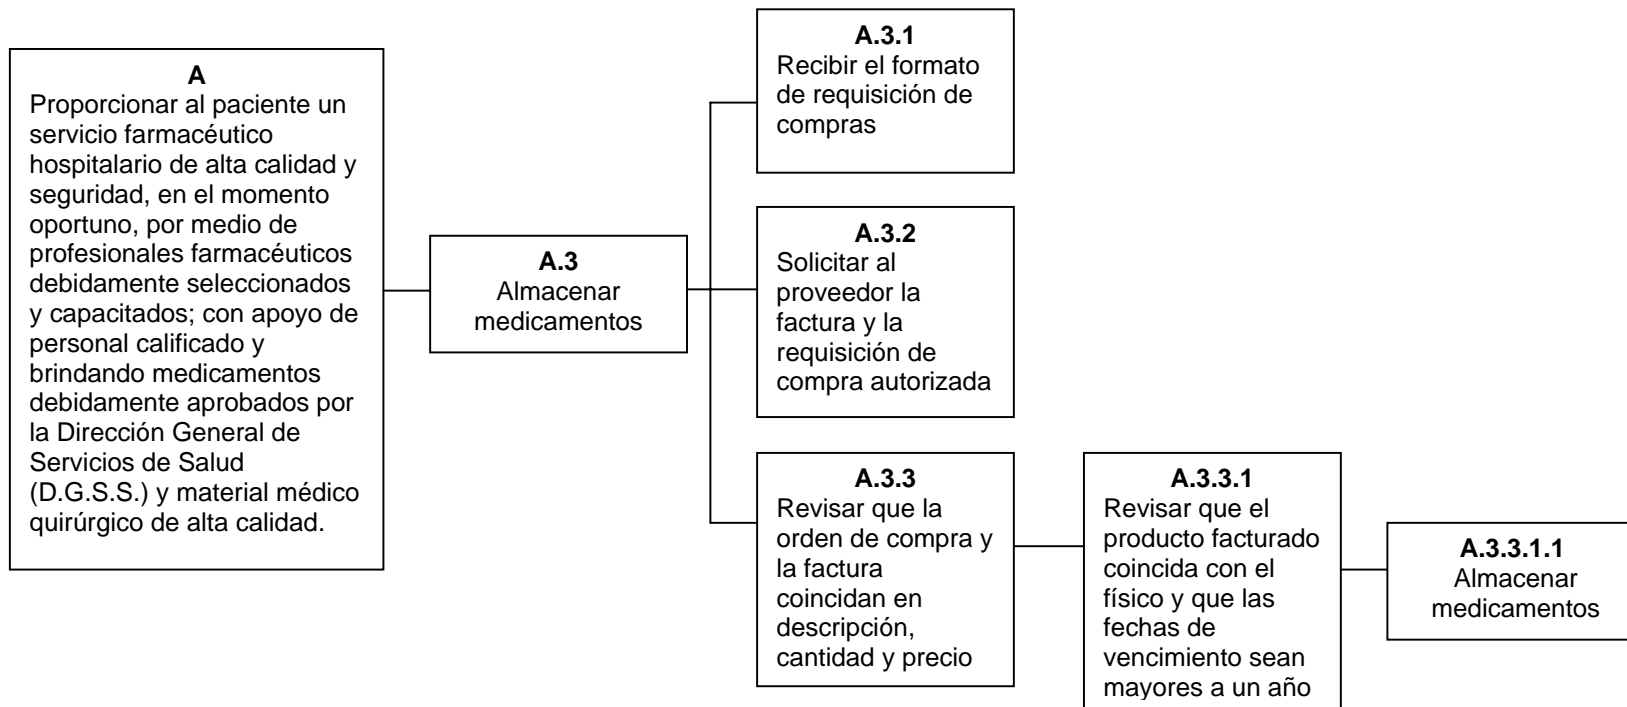 A
Proporcionar al paciente un
servicio farmacéutico
hospitalario de alta calidad y
seguridad, en el momento
oportuno, por medio de
profesionales farmacéuticos
debidamente seleccionados
y capacitados; con apoyo de
personal calificado y
brindando medicamentos
debidamente aprobados por
la Dirección General de
Servicios de Salud
(D.G.S.S.) y material médico
quirúrgico de alta calidad.
A.3
Almacenar
medicamentos
A.3.1
Recibir el formato
de requisición de
compras
A.3.2
Solicitar al
proveedor la
factura y la
requisición de
compra autorizada
A.3.3
Revisar que la
orden de compra y
la factura
coincidan en
descripción,
cantidad y precio
A.3.3.1
Revisar que el
producto facturado
coincida con el
físico y que las
fechas de
vencimiento sean
mayores a un año
A.3.3.1.1
Almacenar
medicamentos